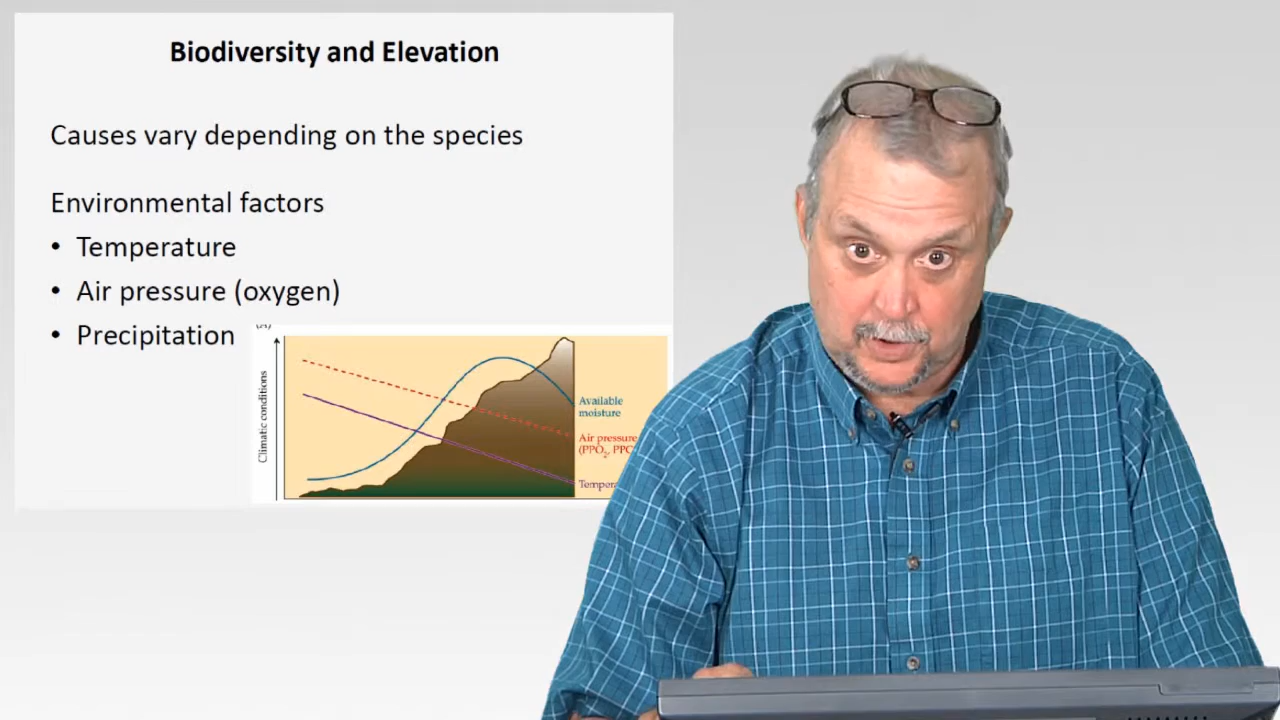 Biodiversity and Elevation
Causes vary depending on the species
Environmental factors
• Temperature
• Air pressure (oxygen)
• Precipitation
(A)
Climatic conditions
Available
moisture
Air pressure
(PPO2,